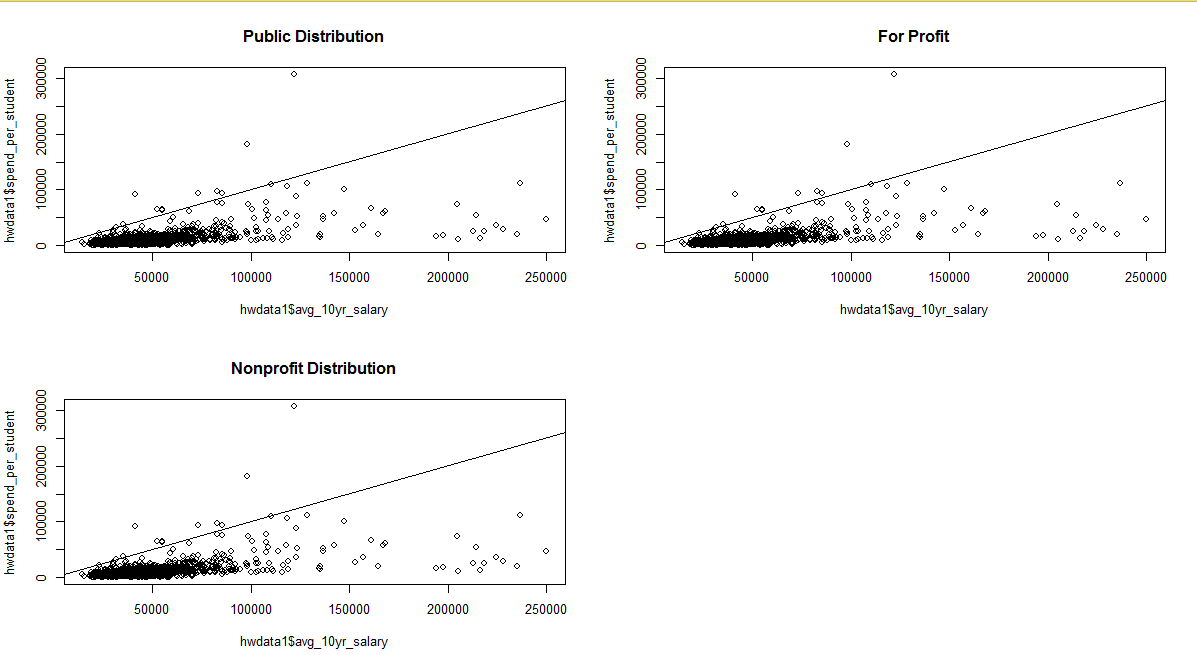 Public Distribution
hwdata1$spend_per_student
300000
200000
100000
0
50000 100000 150000 200000 250000
hwdata1$avg_10yr_salary
For Profit
hwdata1$spend_per_student
300000
200000
100000
0
50000 100000 150000 200000 250000
hwdata1$avg_10yr_salary
Nonprofit Distribution
hwdata1$spend_per_student
300000
200000
100000
0
50000 100000 150000 200000 250000
hwdata1$avg_10yr_salary